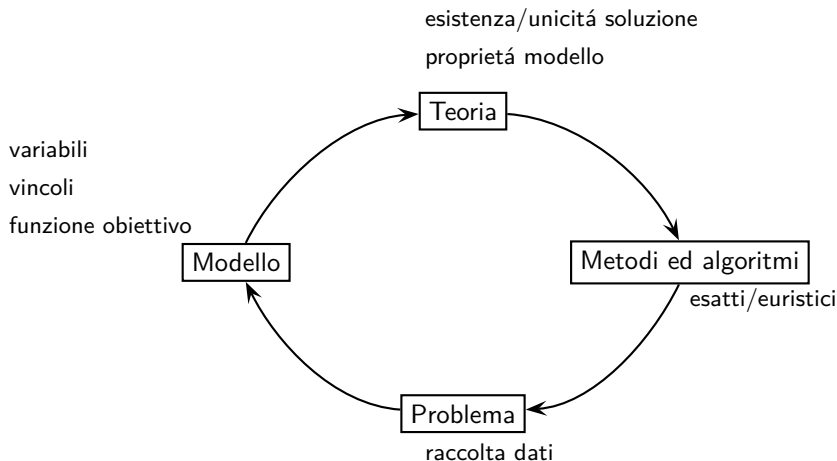 esistenza/unicitá soluzione
proprietá modello
Teoria
variabili
vincoli
funzione obiettivo
Modello
Metodi ed algoritmi
esatti/euristici
Problema
raccolta dati